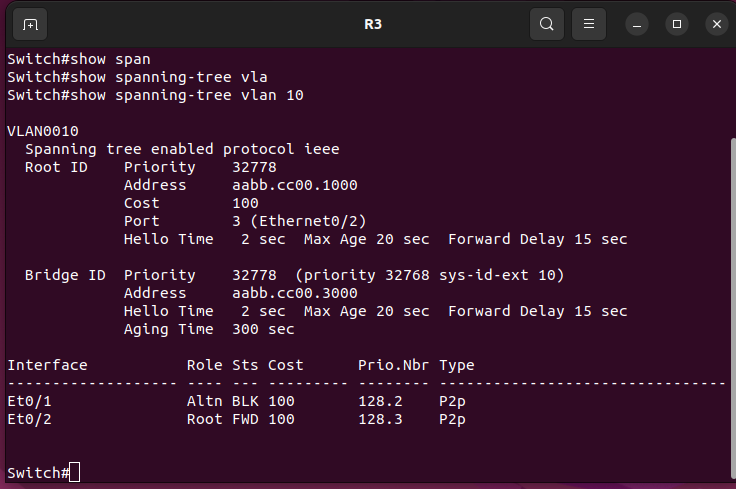 R3
Switch#show span
Switch#show spanning-tree vla
Switch#show spanning-tree vlan 10
VLAN0010
  Spanning tree enabled protocol ieee
  Root ID    Priority    32778
             Address     aabb.cc00.1000
             Cost        100
             Port        3 (Ethernet0/2)
             Hello Time   2 sec  Max Age 20 sec  Forward Delay 15 sec
  Bridge ID  Priority    32778  (priority 32768 sys-id-ext 10)
             Address     aabb.cc00.3000
             Hello Time   2 sec  Max Age 20 sec  Forward Delay 15 sec
             Aging Time  300 sec
Interface           Role Sts Cost      Prio.Nbr Type
------------------- ---- --- --------- -------- --------------------------------
Et0/1               Altn BLK 100       128.2    P2p
Et0/2               Root FWD 100       128.3    P2p
Switch#